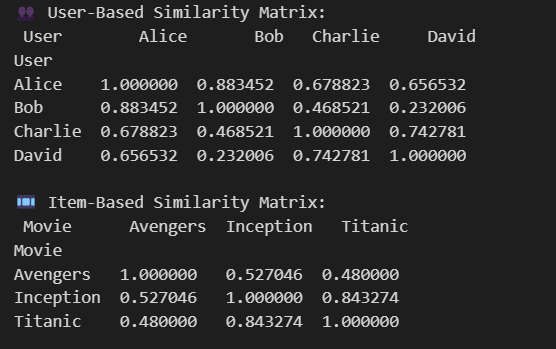 👥 User-Based Similarity Matrix:
User Alice Bob Charlie David
User
Alice 1.000000 0.883452 0.678823 0.656532
Bob 0.883452 1.000000 0.468521 0.232006
Charlie 0.678823 0.468521 1.000000 0.742781
David 0.656532 0.232006 0.742781 1.000000
🎞️ Item-Based Similarity Matrix:
Movie Avengers Inception Titanic
Movie
Avengers 1.000000 0.527046 0.480000
Inception 0.527046 1.000000 0.843274
Titanic 0.480000 0.843274 1.000000